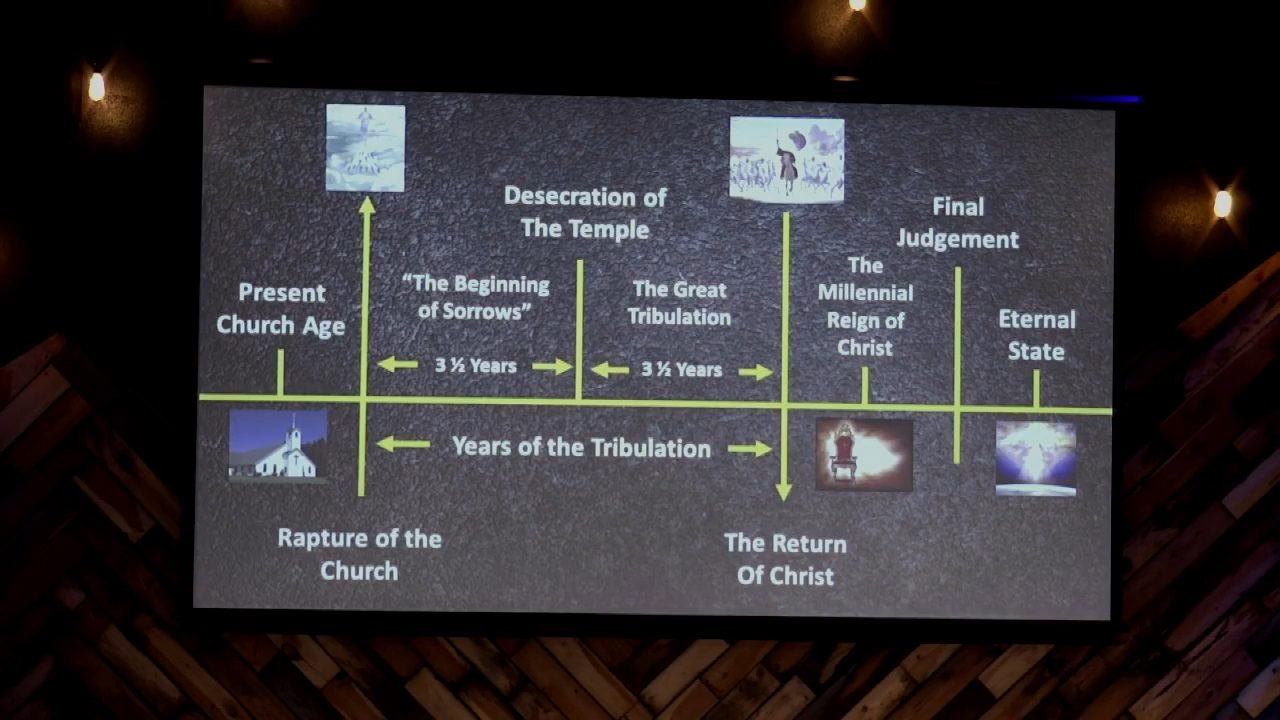 Desecration of
The Temple
Final
Judgement
Present
Church Age
“The Beginning
of Sorrows”
The Great
Tribulation
The
Millennial
Reign of
Christ
Eternal
State
3 ½ Years
3 ½ Years
Years of the Tribulation
Rapture of the
Church
The Return
Of Christ